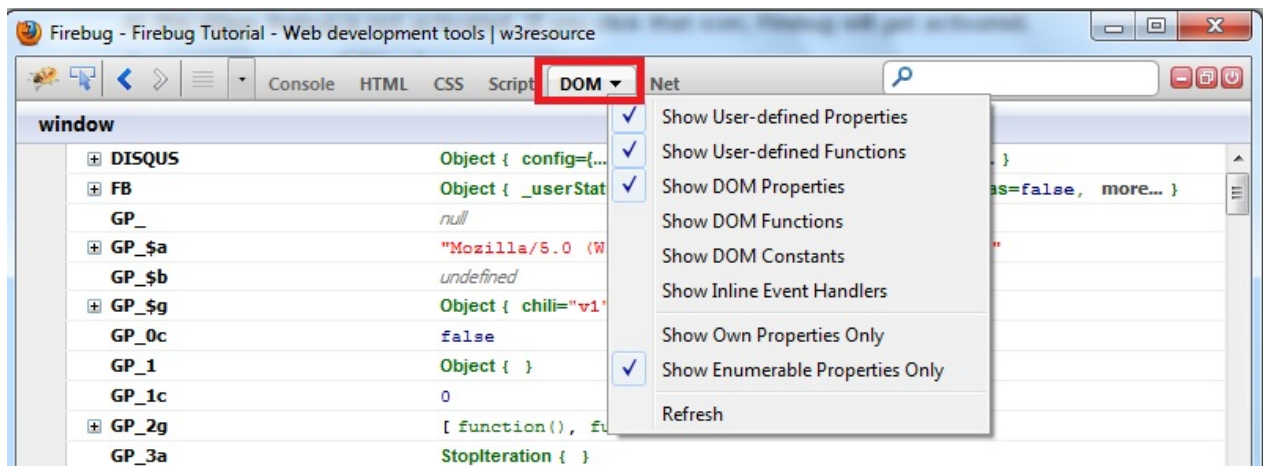 Firebug - Firebug Tutorial - Web development tools | w3resource
Console HTML CSS Script DOM Net
window
Show User-defined Properties
Show User-defined Functions
Show DOM Properties
Show DOM Functions
Show DOM Constants
Show Inline Event Handlers
Show Own Properties Only
Show Enumerable Properties Only
Refresh
DISQUS Object { config={... . }
FB Object { _userStat as=false, more... }
GP_ null
GP_$a "Mozilla/5.0 (W "
GP_$b undefined
GP_$g Object { chili="v1"
GP_0c false
GP_1 Object { }
GP_1c 0
GP_2g [ function(), fu
GP_3a StopIteration { }